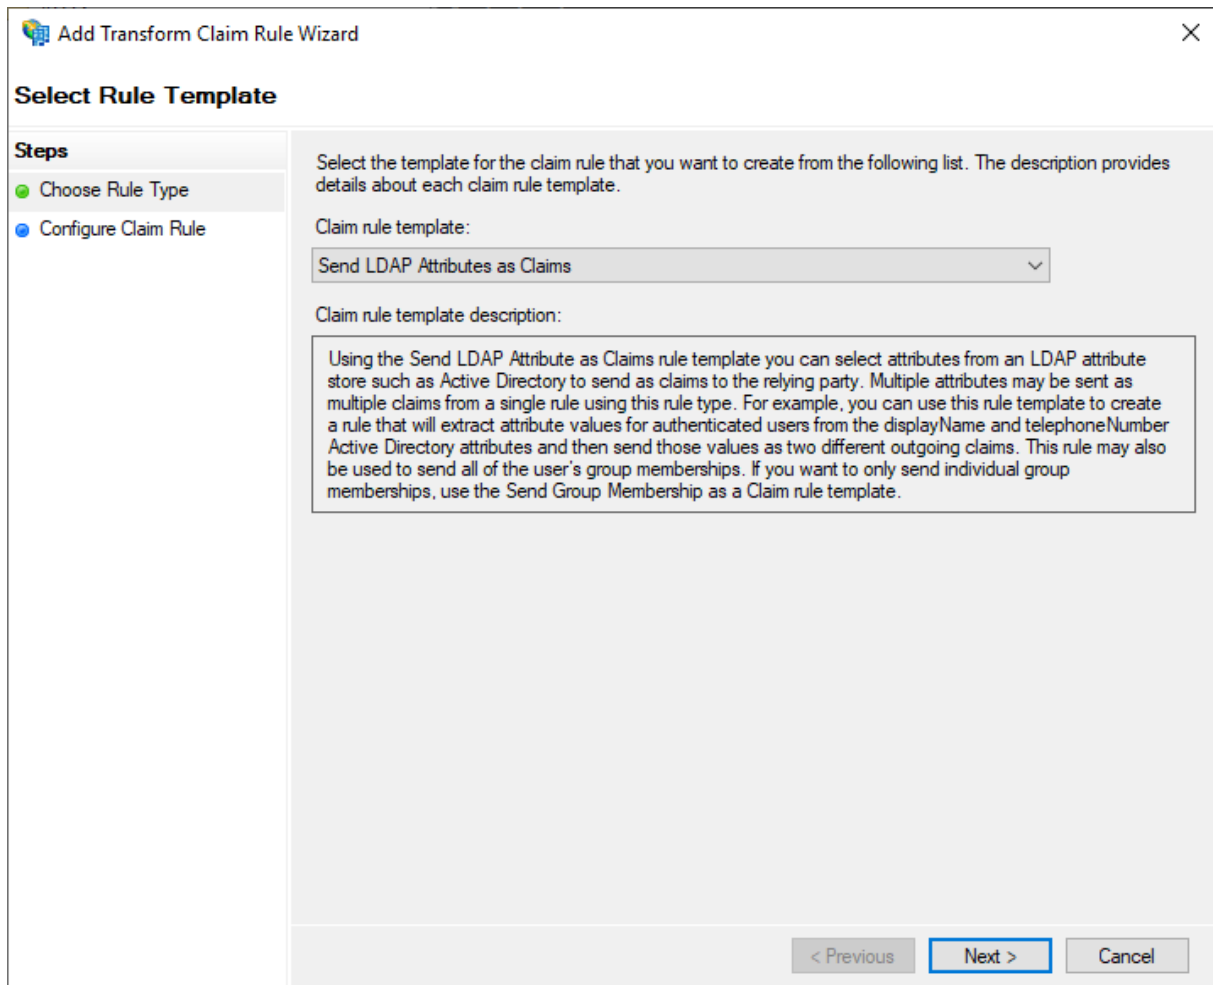 Add Transform Claim Rule Wizard
Select Rule Template
Steps
Choose Rule Type
Configure Claim Rule
Select the template for the claim rule that you want to create from the following list. The description provides
details about each claim rule template.
Claim rule template:
Send LDAP Attributes as Claims
Claim rule template description:
Using the Send LDAP Attribute as Claims rule template you can select attributes from an LDAP attribute
store such as Active Directory to send as claims to the relying party. Multiple attributes may be sent as
multiple claims from a single rule using this rule type. For example, you can use this rule template to create
a rule that will extract attribute values for authenticated users from the displayName and telephoneNumber
Active Directory attributes and then send those values as two different outgoing claims. This rule may also
be used to send all of the user's group memberships. If you want to only send individual group
memberships, use the Send Group Membership as a Claim rule template.
< Previous
Next >
Cancel